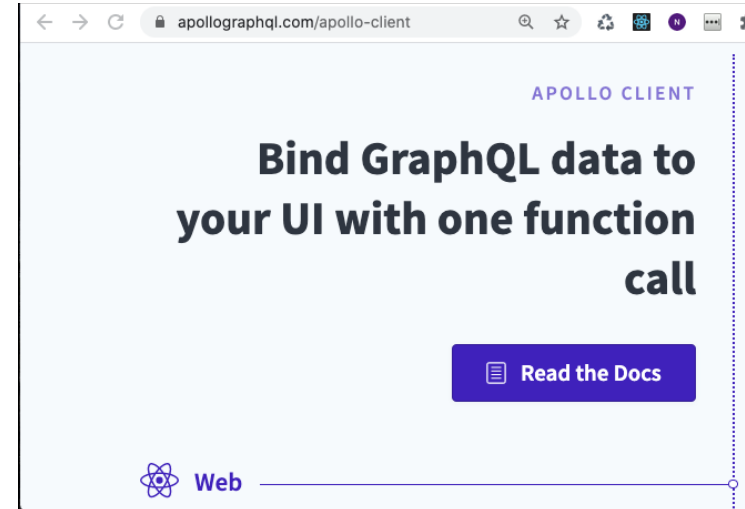 apollographql.com/apollo-client
N
APOLLO CLIENT
Bind GraphQL data to
your UI with one function
call
Read the Docs
Web